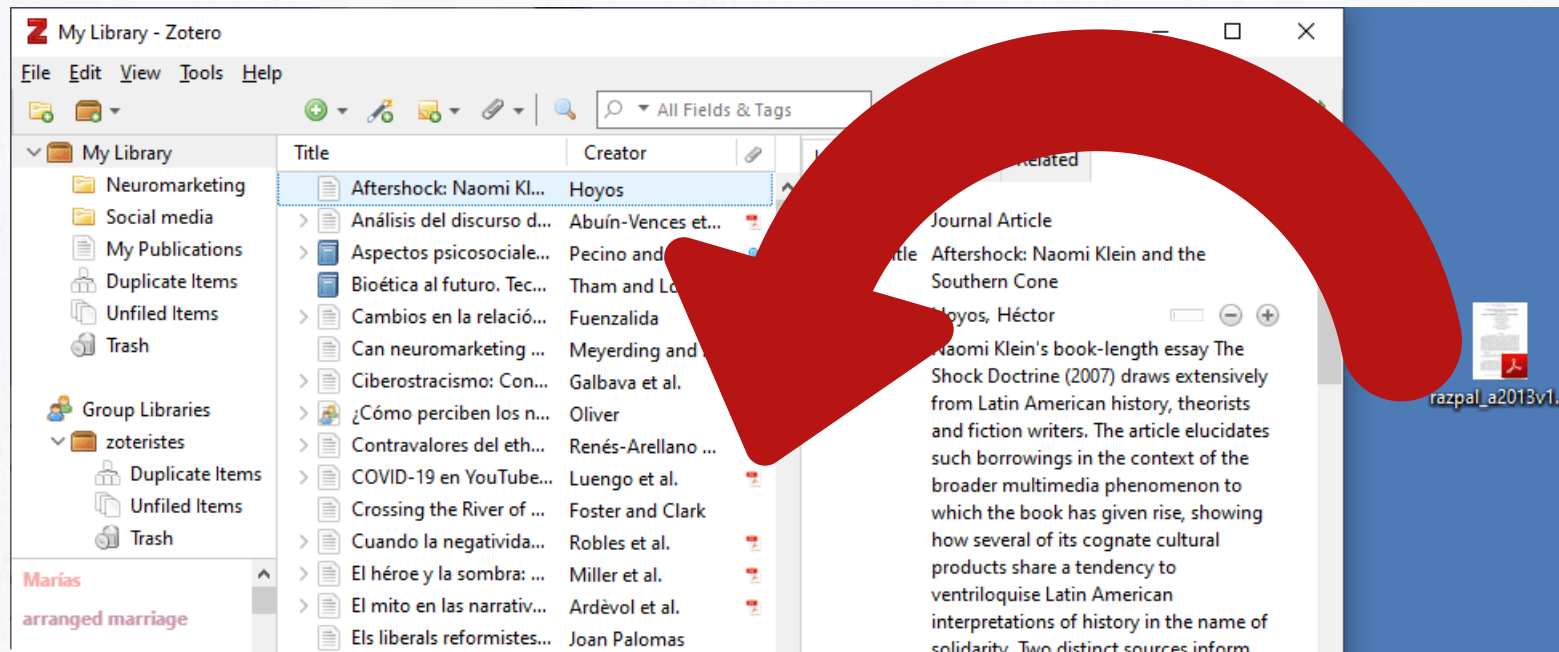 My Library - Zotero
File Edit View Tools Help
All Fields & Tags
My Library
Neuromarketing
Social media
My Publications
Duplicate Items
Unfiled Items
Trash
Group Libraries
zoteristes
Duplicate Items
Unfiled Items
Trash
Marías
arranged marriage
Title Creator
Aftershock: Naomi Kl... Hoyos
Análisis del discurso d... Abuín-Vences et...
Aspectos psicosociale... Pecino and
Bioética al futuro. Tec... Tham and
Cambios en la relació... Fuenzalida
Can neuromarketing ... Meyerding and
Ciberostracismo: Con... Galbava et al.
¿Cómo perciben los n... Oliver
Contravalores del eth... Renés-Arellano ...
COVID-19 en YouTube... Luengo et al.
Crossing the River of ... Foster and Clark
Cuando la negativida... Robles et al.
El héroe y la sombra: ... Miller et al.
El mito en las narrativ... Ardèvol et al.
Els liberals reformistes... Joan Palomas
Related
Journal Article
Aftershock: Naomi Klein and the
Southern Cone
Hoyos, Héctor
Naomi Klein's book-length essay The
Shock Doctrine (2007) draws extensively
from Latin American history, theorists
and fiction writers. The article elucidates
such borrowings in the context of the
broader multimedia phenomenon to
which the book has given rise, showing
how several of its cognate cultural
products share a tendency to
ventriloquise Latin American
interpretations of history in the name of
solidarity. Two distinct sources inform
razpal_a2013v1.